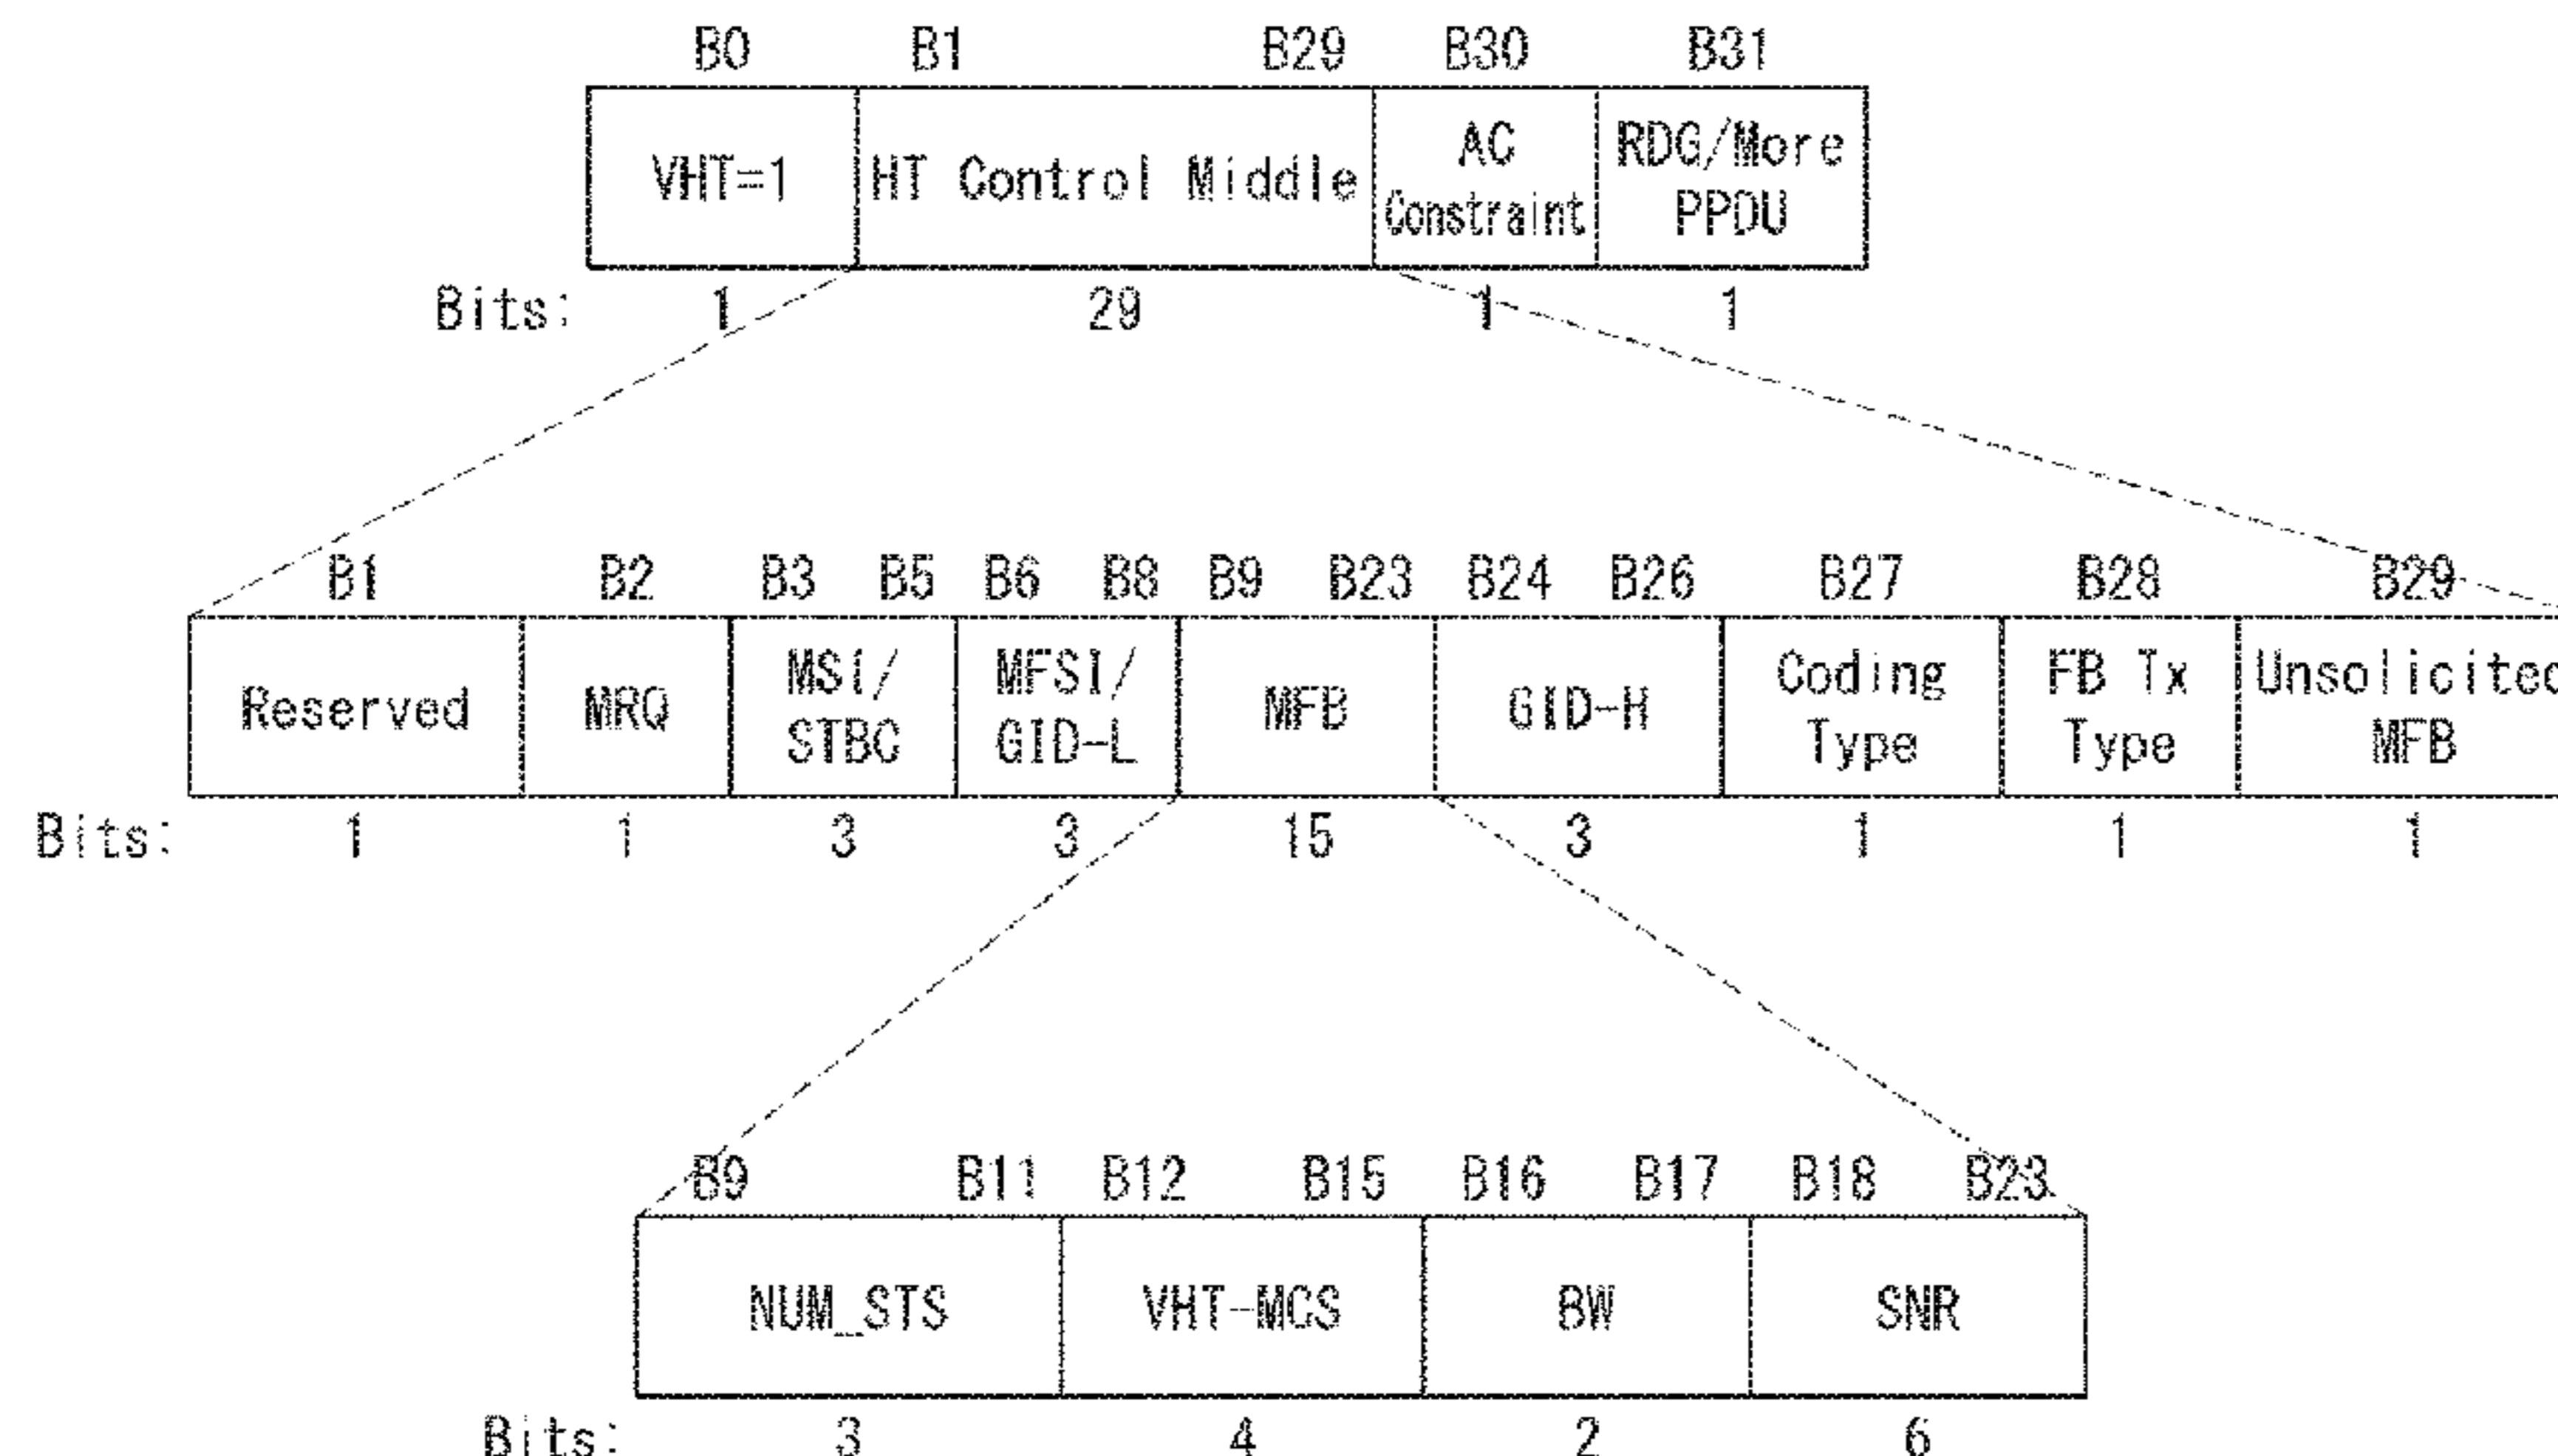 B0 B1 B29 B30 B31
VHT=1 HT Control Middle AC Constraint RDG/More PPDU
Bits: 1 29 1 1
B1 B2 B3 B5 B6 B8 B9 B23 B24 B26 B27 B28 B29
Reserved MRQ MSI/ STBC MFSI/ GID-L MFB GID-H Coding Type FB Tx Type Unsolicited MFB
Bits: 1 1 3 3 15 3 1 1 1
B9 B11 B12 B15 B16 B17 B18 B23
NUM_STS VHT-MCS BW SNR
Bits: 3 4 2 6